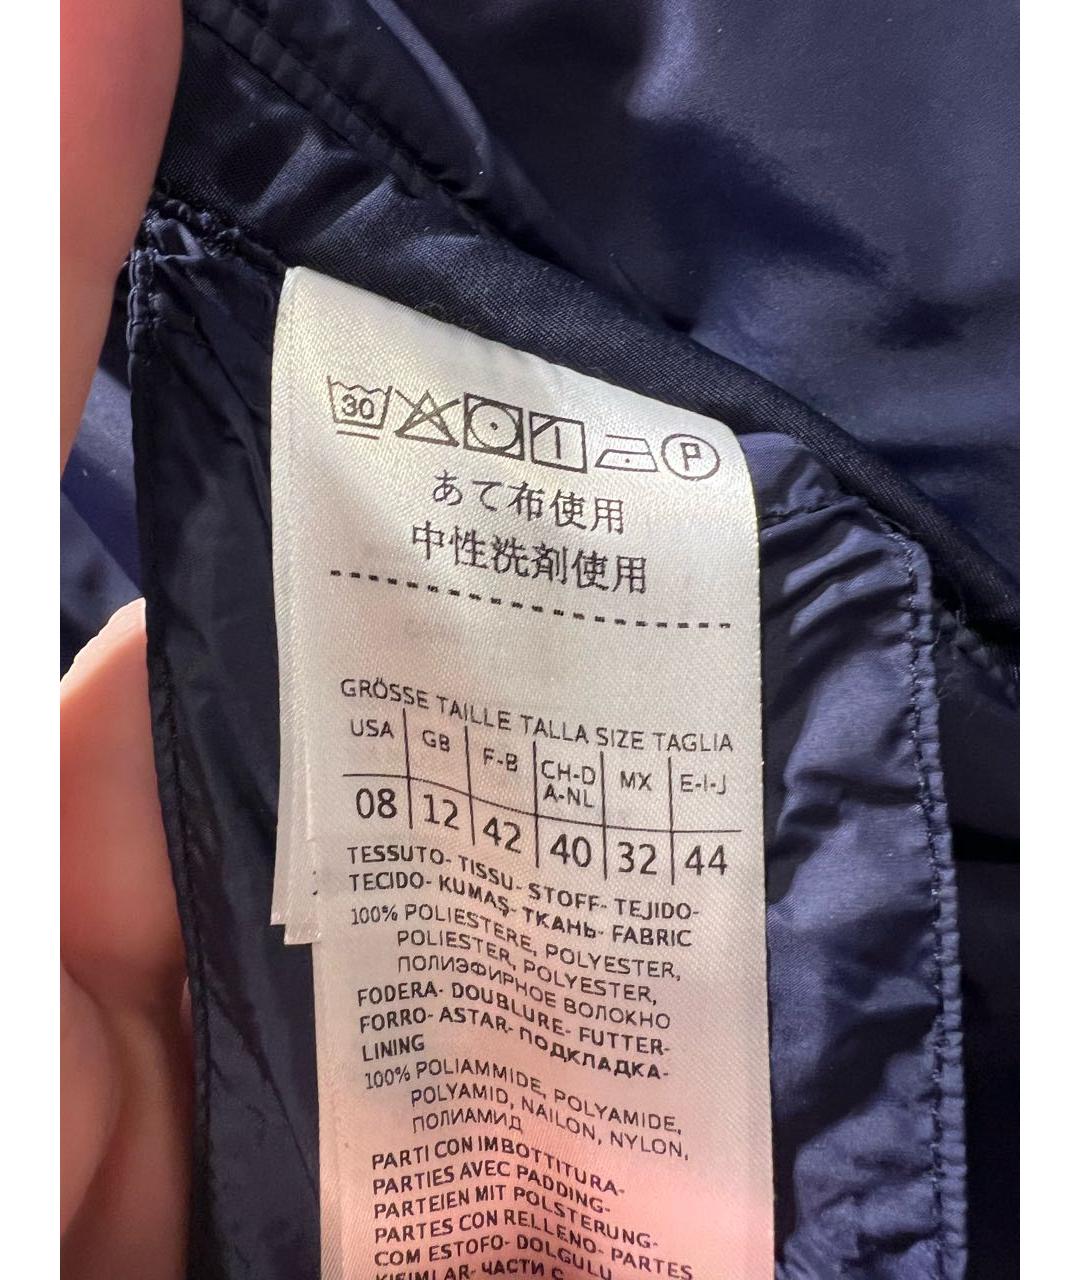 30 P
あて布使用
中性洗剤使用
GRÖSSE TAILLE TALLA SIZE TAGLIA
USA GB F-B CH-D A-NL MX E-I-J
08 12 42 40 32 44
TESSUTO- TISSU- STOFF- TEJIDO-
TECIDO- KUMAŞ- ТКАНЬ- FABRIC
100% POLIESTERE, POLYESTER,
POLIESTER, POLYESTER,
ПОЛИЭФИРНОЕ ВОЛОКНО
FODERA- DOUBLURE- FUTTER-
FORRO- ASTAR- ПОДКЛАДКА-
LINING
100% POLIAMMIDE, POLYAMIDE,
POLYAMID, NAILON, NYLON,
ПОЛИАМИД
PARTI CON IMBOTTITURA-
PARTIES AVEC PADDING-
PARTEIEN MIT POLSTERUNG-
PARTES CON RELLENO- PARTES
COM ESTOFO- DOLGULU
KISIMLAR- ЧАСТИ С